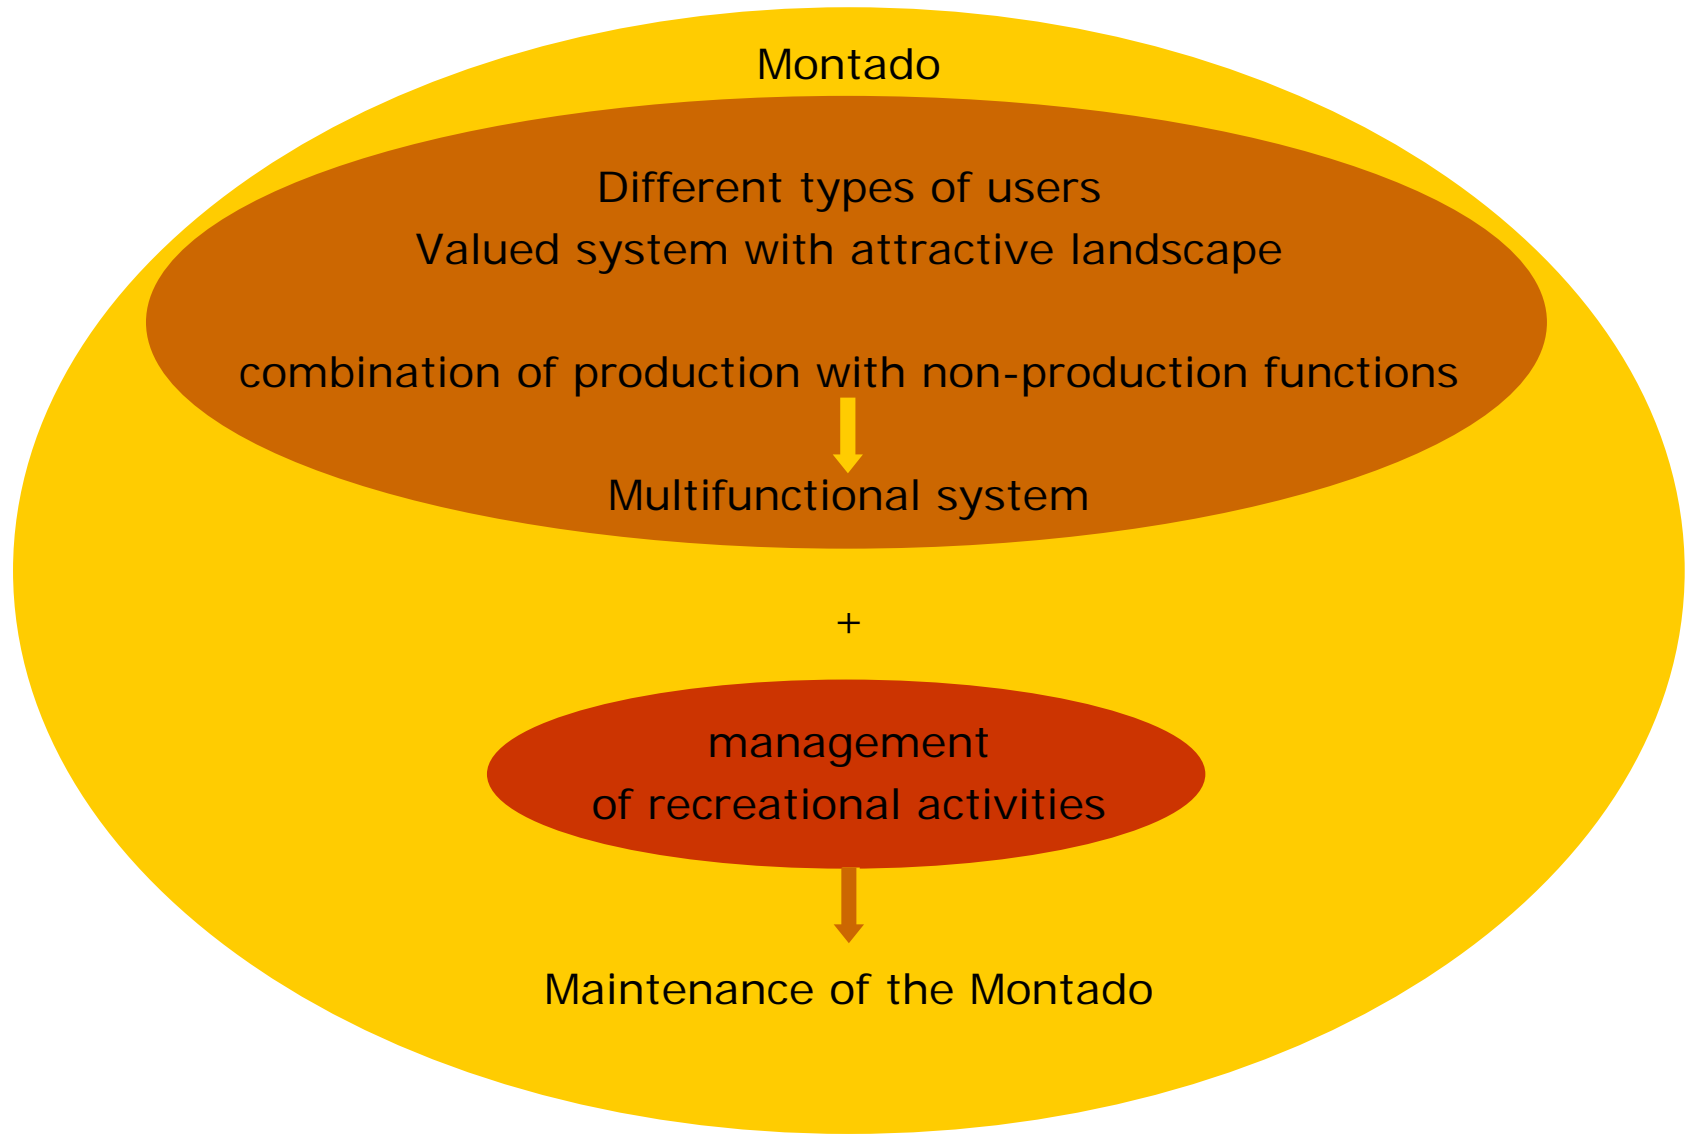 Montado
Different types of users
Valued system with attractive landscape
combination of production with non-production functions
Multifunctional system
+
management
of recreational activities
Maintenance of the Montado